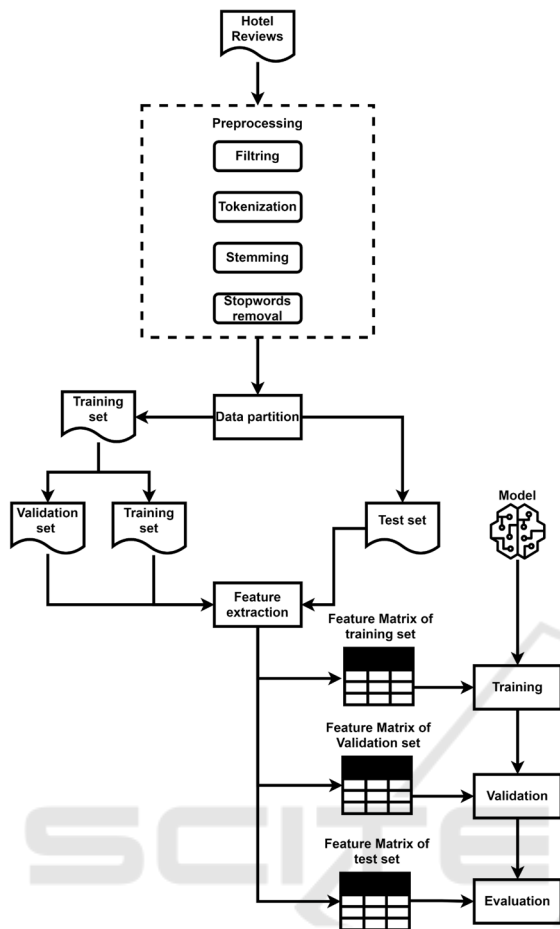 Hotel
Reviews
Preprocessing
Filtring
Tokenization
Stemming
Stopwords
removal
Data partition
Training
set
Validation
set
Training
set
Test set
Model
Feature
extraction
Feature Matrix of
training set
Training
Feature Matrix of
Validation set
Validation
Feature Matrix of
test set
Evaluation
SCITE